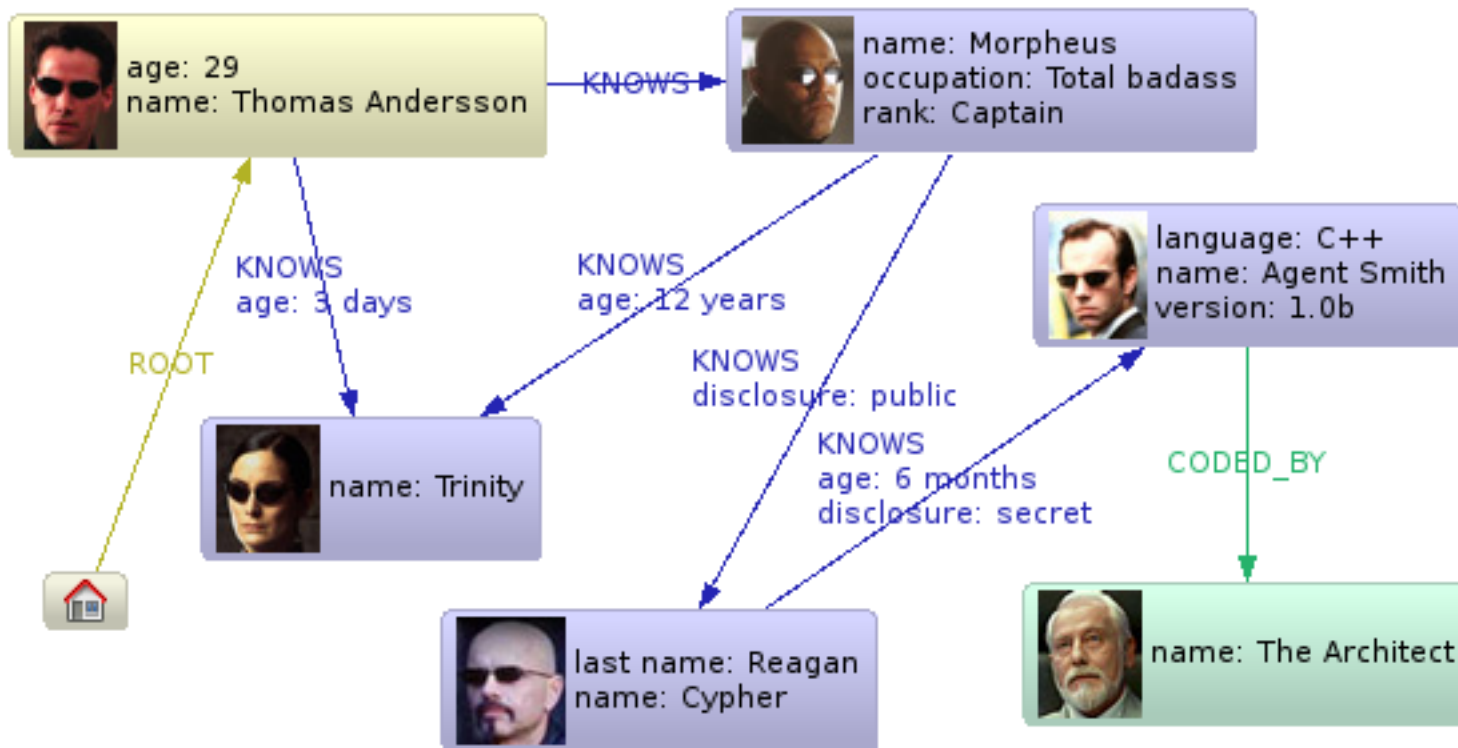 age: 29
name: Thomas Andersson
KNOWS
name: Morpheus
occupation: Total badass
rank: Captain
language: C++
name: Agent Smith
version: 1.0b
KNOWS
age: 3 days
KNOWS
age: 12 years
ROOT
KNOWS
disclosure: public
KNOWS
age: 6 months
disclosure: secret
CODED_BY
name: Trinity
last name: Reagan
name: Cypher
name: The Architect